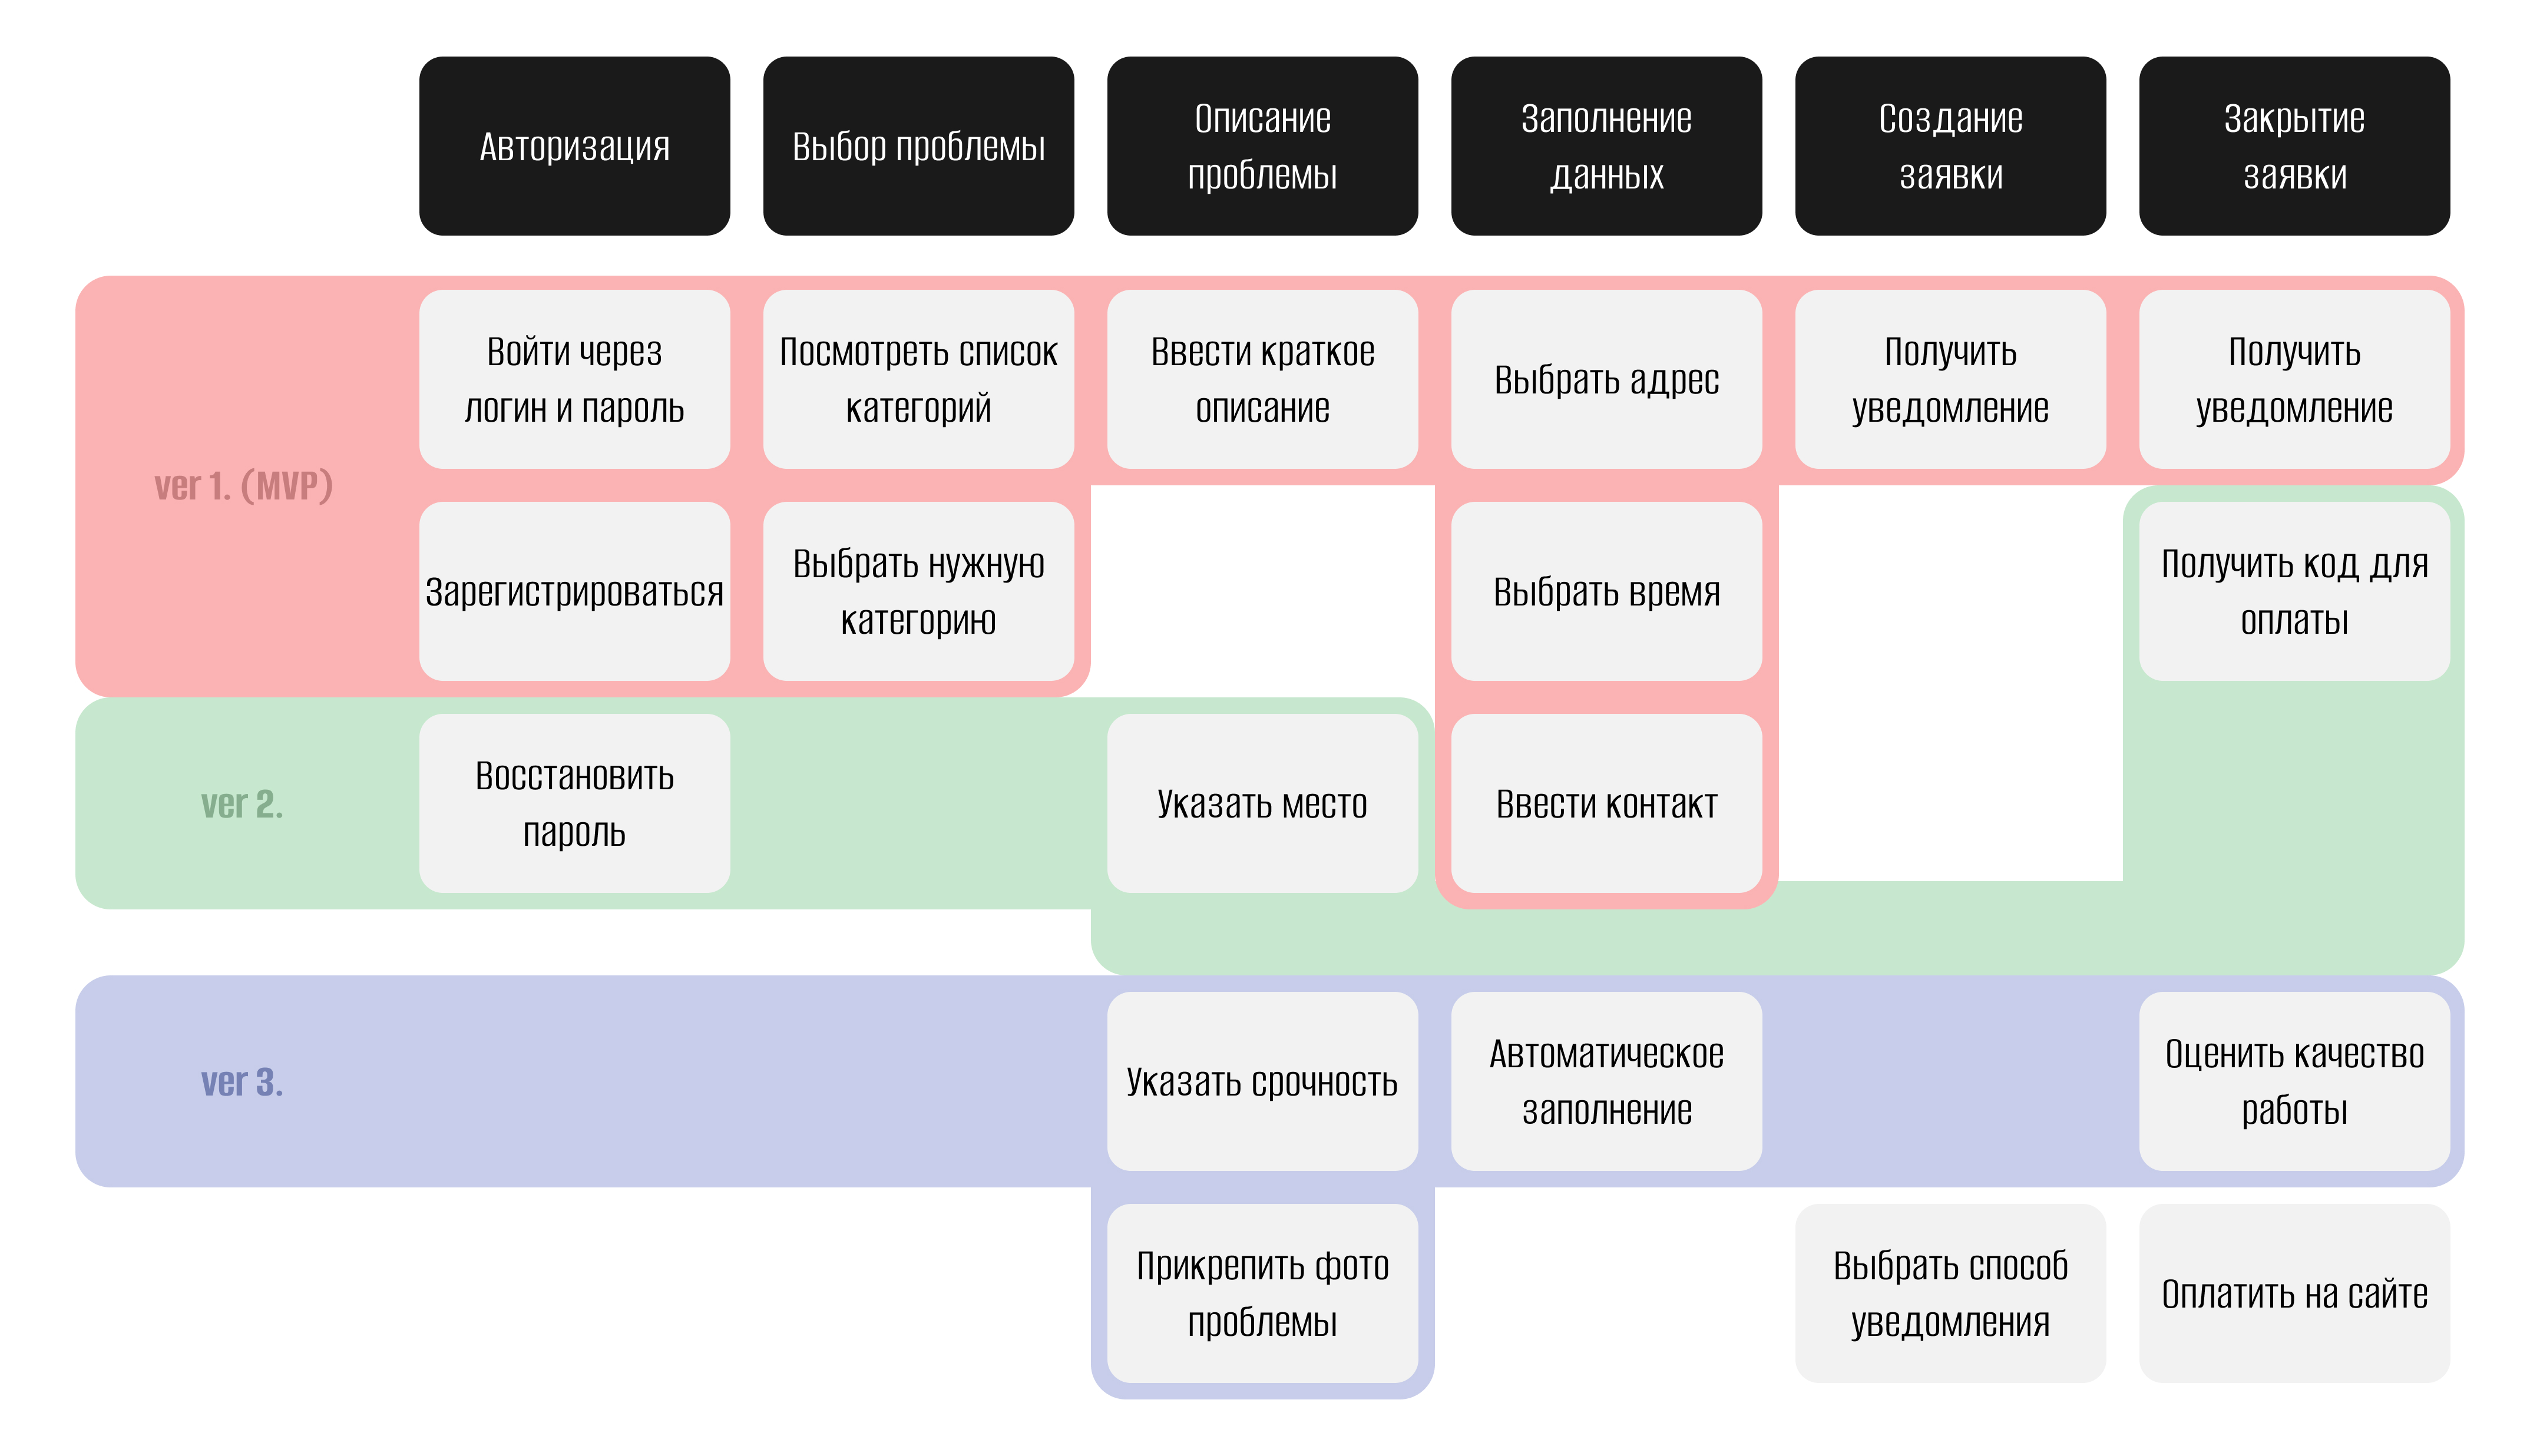 Авторизация
Выбор проблемы
Описание
проблемы
Заполнение
данных
Создание
заявки
Закрытие
заявки
ver 1. (MVP)
Войти через
логин и пароль
Посмотреть список
категорий
Ввести краткое
описание
Выбрать адрес
Получить
уведомление
Получить
уведомление
Зарегистрироваться
Выбрать нужную
категорию
Выбрать время
Получить код для
оплаты
ver 2.
Восстановить
пароль
Указать место
Ввести контакт
ver 3.
Указать срочность
Автоматическое
заполнение
Оценить качество
работы
Прикрепить фото
проблемы
Выбрать способ
уведомления
Оплатить на сайте